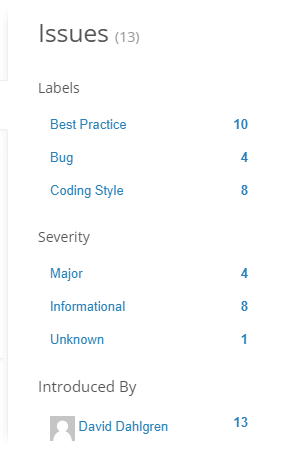 Issues (13)
Labels
Best Practice 10
Bug 4
Coding Style 8
Severity
Major 4
Informational 8
Unknown 1
Introduced By
David Dahlgren 13